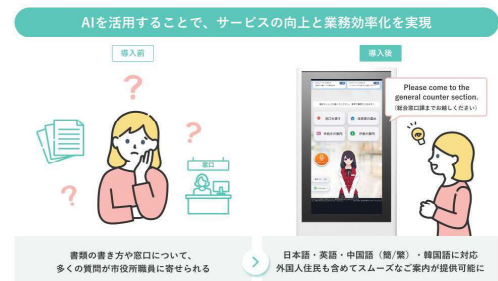 AIを活用することで、サービスの向上と業務効率化を実現
導入前
導入後
窓口
Please come to the
general counter section.
(総合窓口課までお越しください)
書類の書き方や窓口について、
多くの質問が市役所職員に寄せられる
日本語・英語・中国語（簡/繁）・韓国語に対応
外国人住民も含めてスムーズなご案内が提供可能に